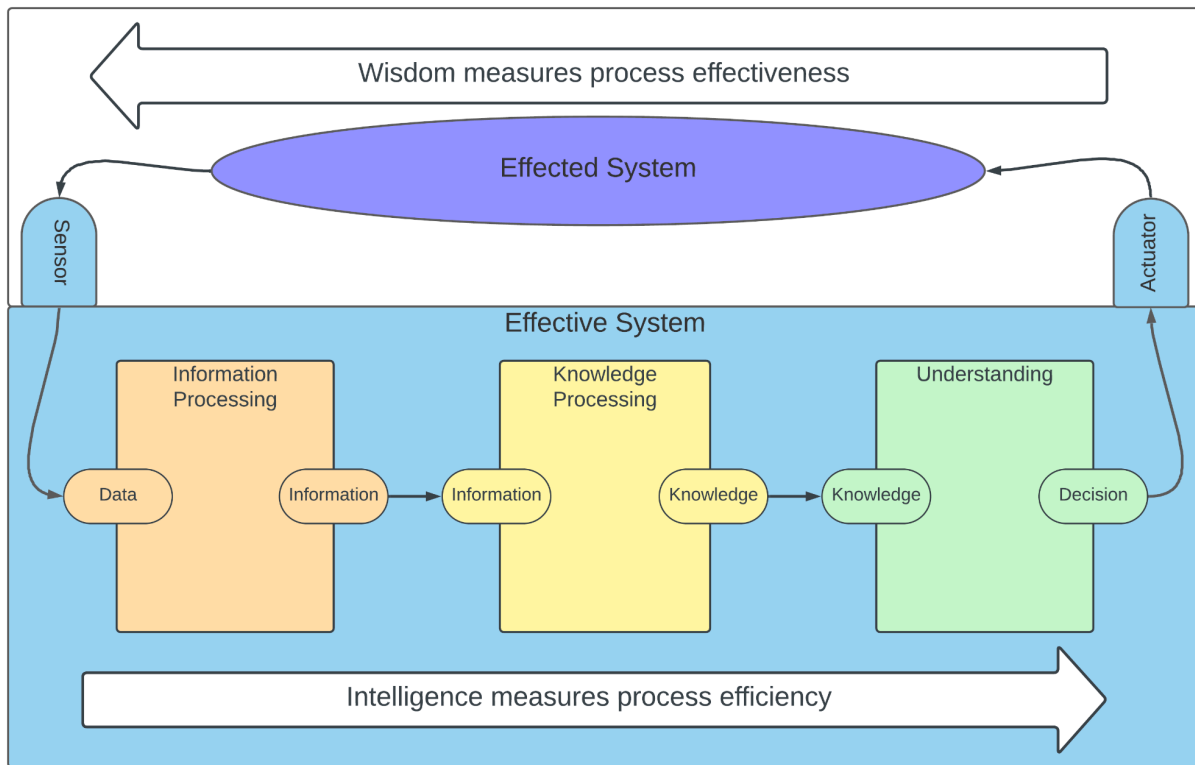 Wisdom measures process effectiveness
Effected System
Sensor
Actuator
Effective System
Information
Processing
Knowledge
Processing
Understanding
Data
Information
Information
Knowledge
Knowledge
Decision
Intelligence measures process efficiency